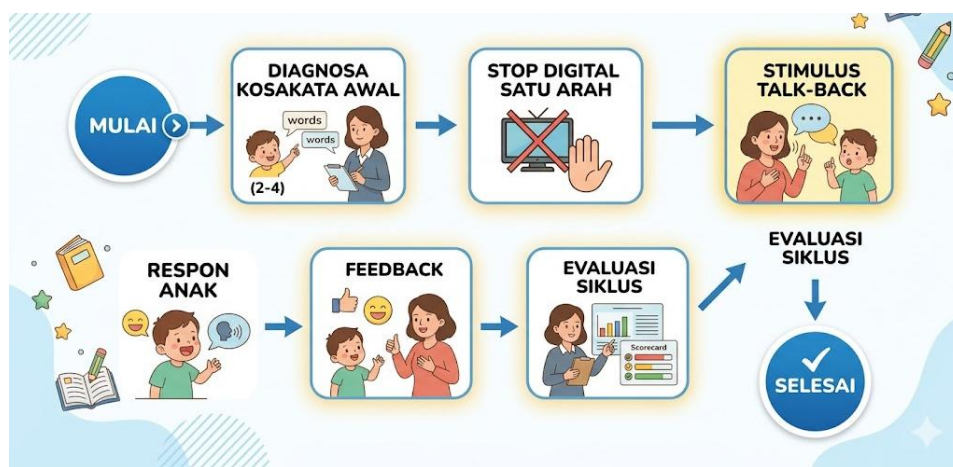 MULAI
DIAGNOSA
KOSAKATA AWAL
words
words
(2-4)
STOP DIGITAL
SATU ARAH
STIMULUS
TALK-BACK
RESPON
ANAK
FEEDBACK
EVALUASI
SIKLUS
Scorecard
EVALUASI
SIKLUS
SELESAI